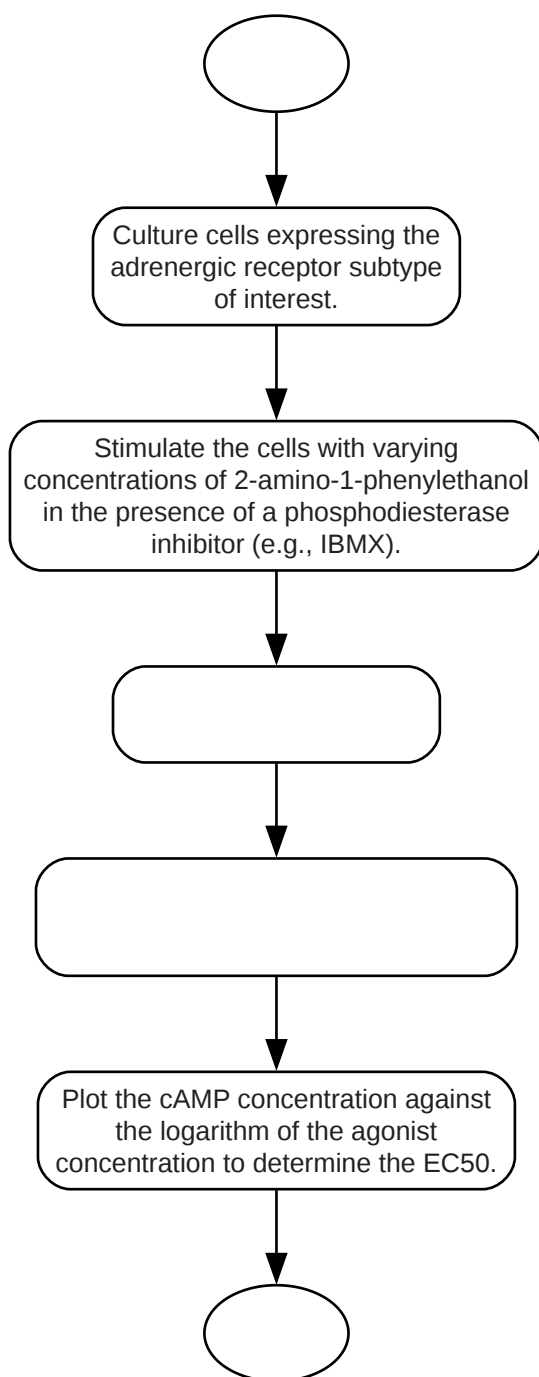 Culture cells expressing the
adrenergic receptor subtype
of interest.
Stimulate the cells with varying
concentrations of 2-amino-1-phenylethanol
in the presence of a phosphodiesterase
inhibitor (e.g., IBMX).
Plot the cAMP concentration against
the logarithm of the agonist
concentration to determine the EC50.